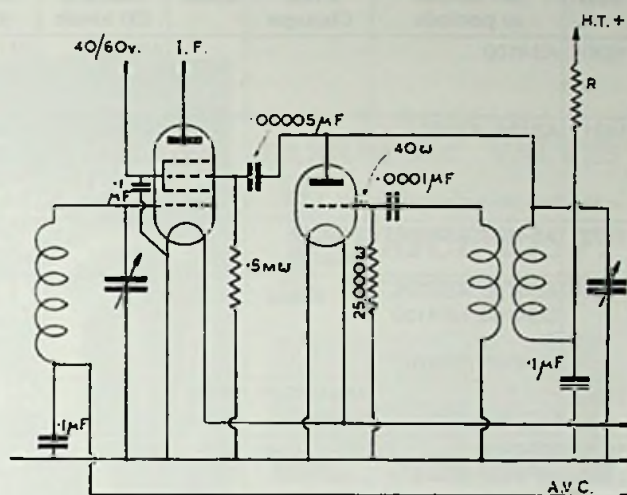 40/60v.
I.F.
H.T.+
R
.00005μF
40ω
.0001μF
.1
μF
.5mω
25,000ω
.1μF
.1μF
A.V.C.